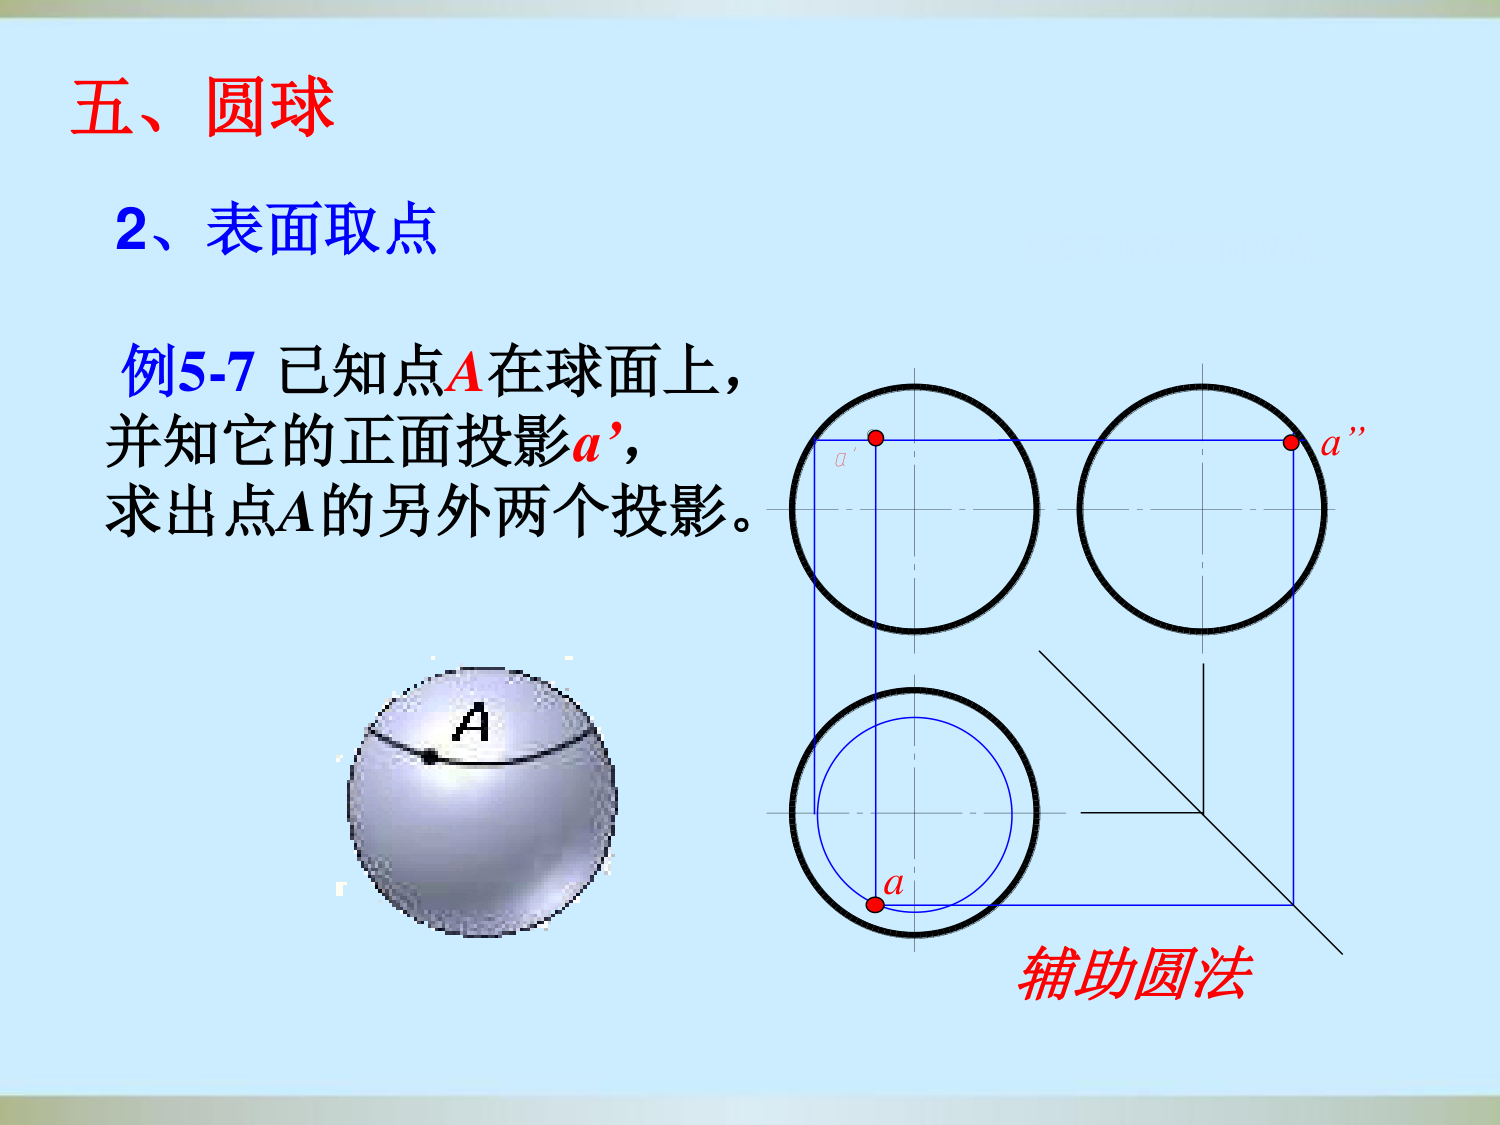 五、圆球
2、表面取点
例5-7 已知点A在球面上，
并知它的正面投影a’，
求出点A的另外两个投影。
a′
a”
A
a
辅助圆法